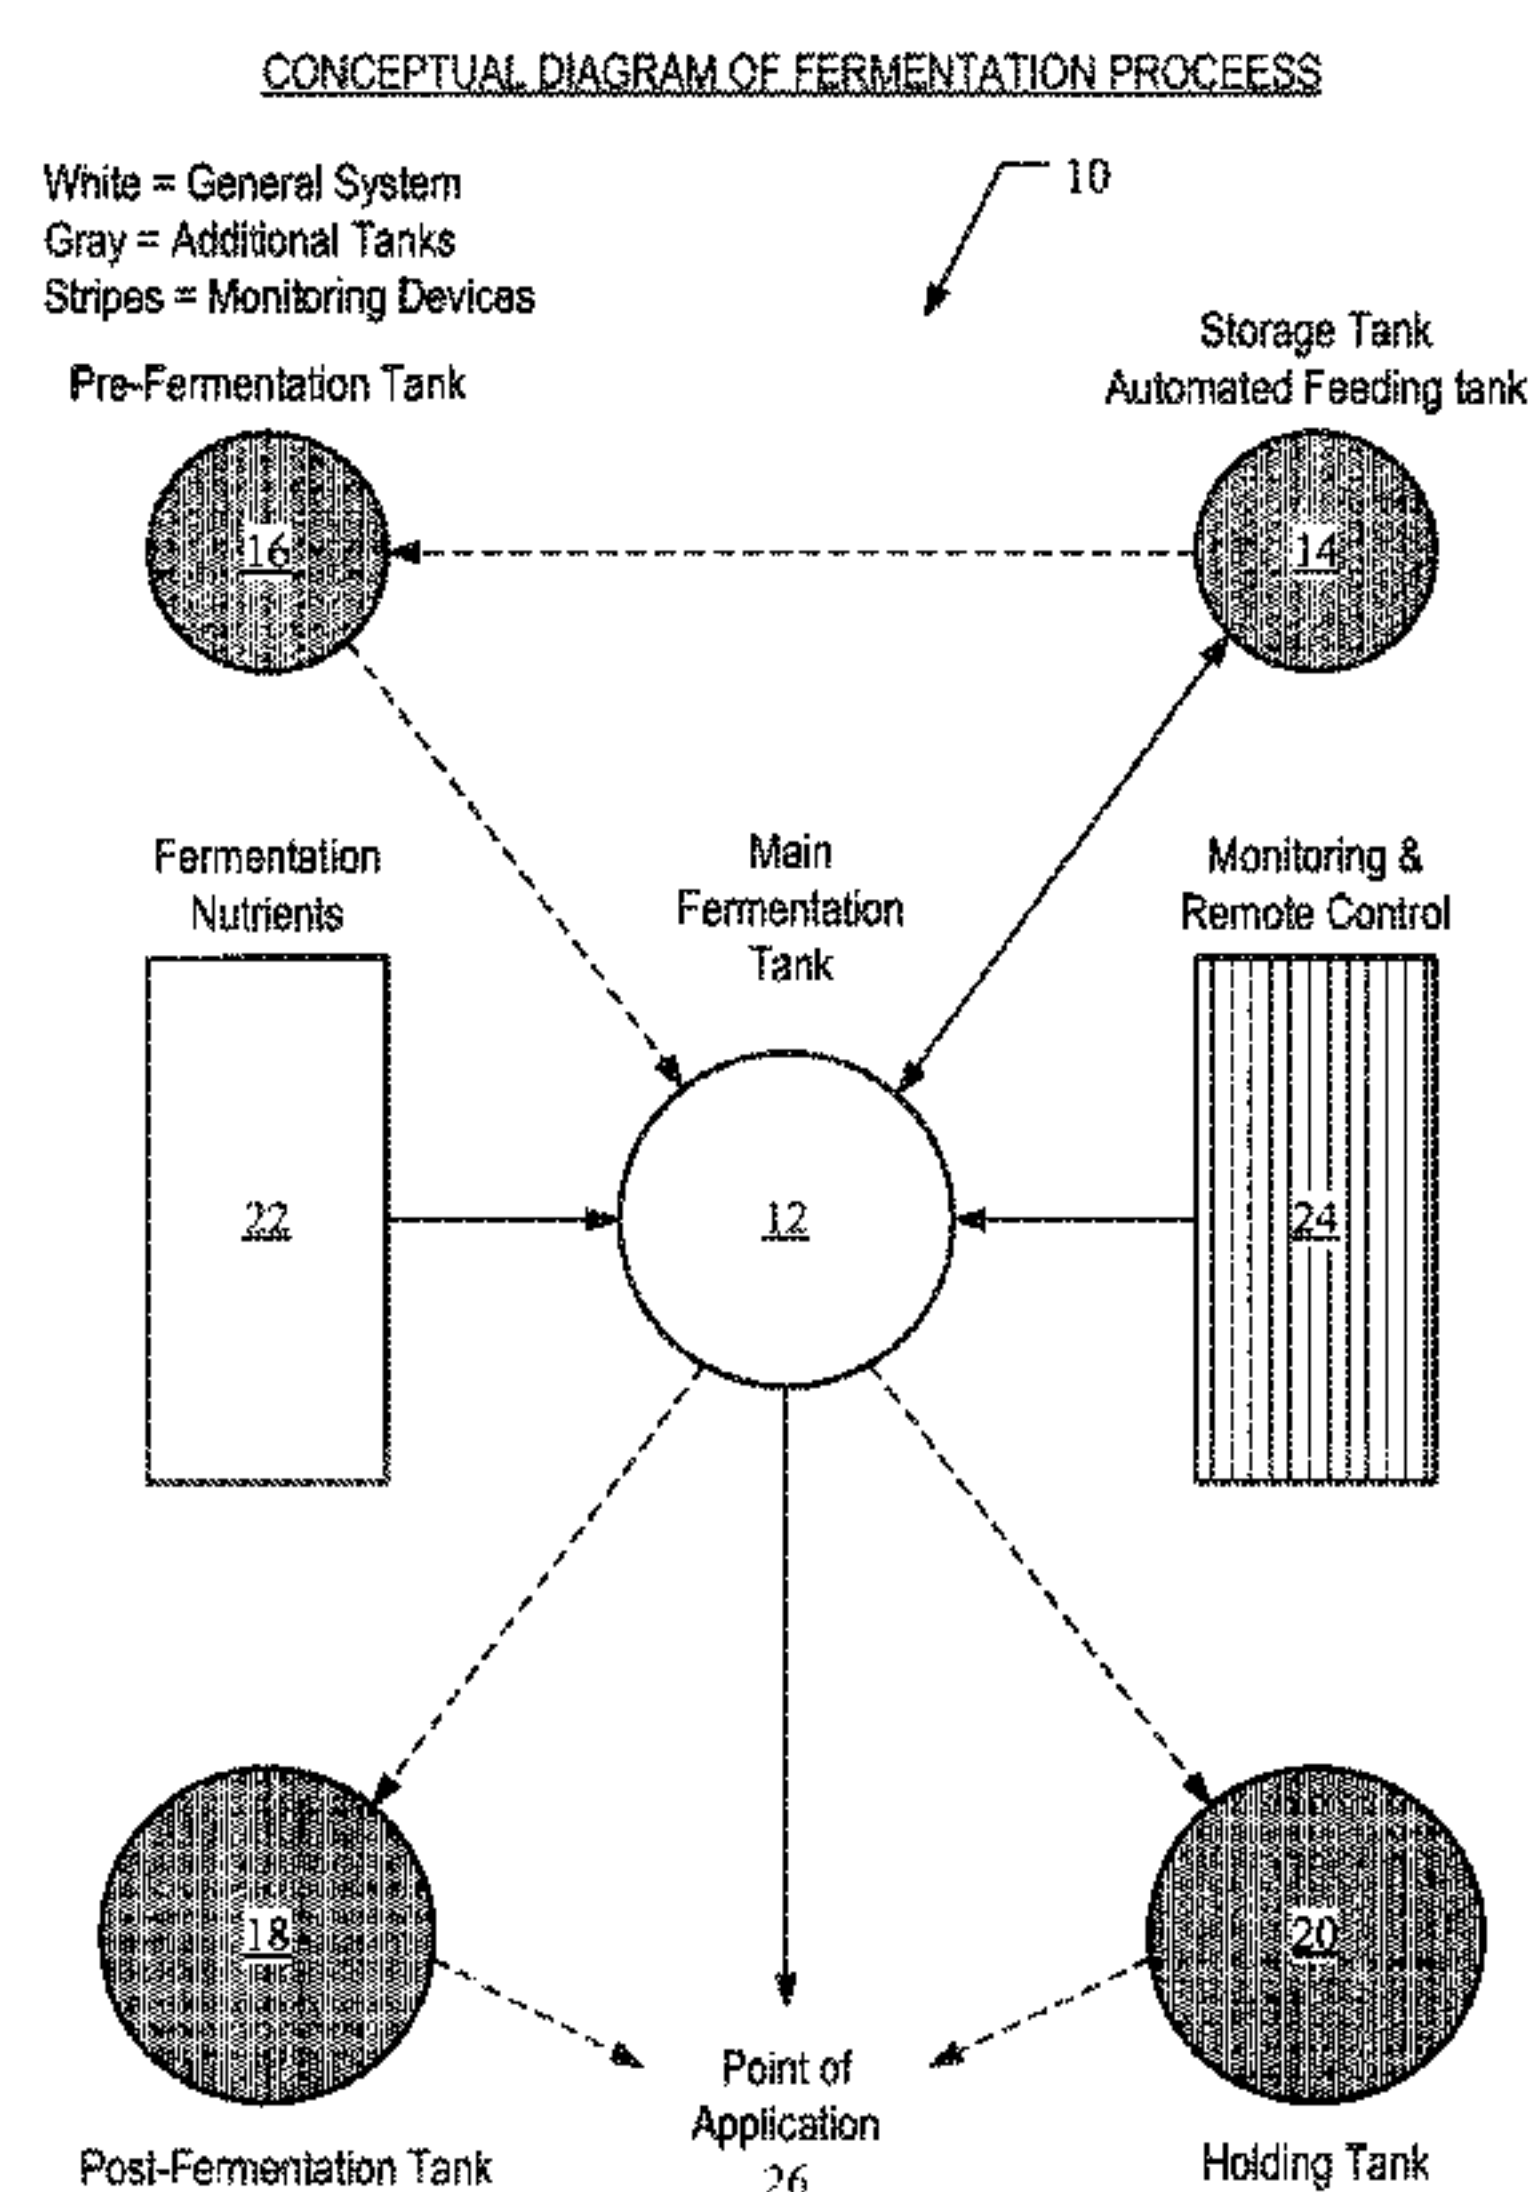 CONCEPTUAL DIAGRAM OF FERMENTATION PROCEESS
White = General System
Gray = Additional Tanks
Stripes = Monitoring Devices
10
Pre-Fermentation Tank
Storage Tank
Automated Feeding tank
16
14
Fermentation
Nutrients
Main
Fermentation
Tank
Monitoring &
Remote Control
22
12
24
18
20
Point of
Application
26
Post-Fermentation Tank
Holding Tank